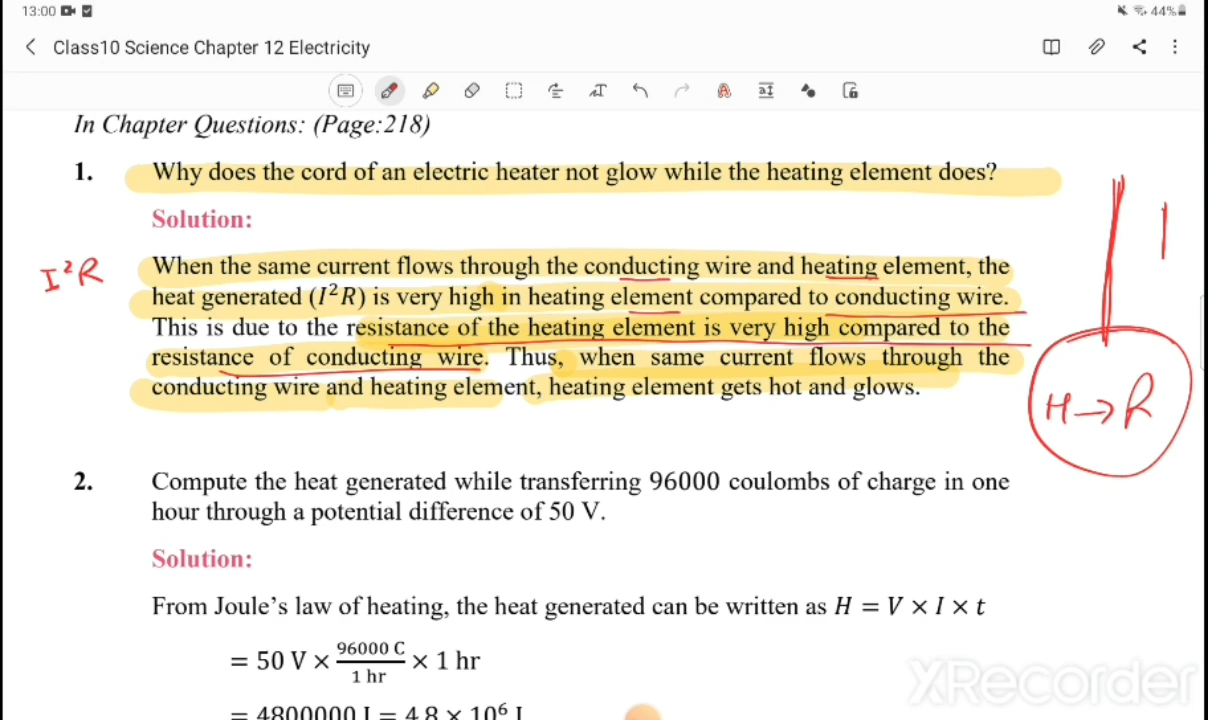 13:00 44%
Class10 Science Chapter 12 Electricity
In Chapter Questions: (Page:218)
1. Why does the cord of an electric heater not glow while the heating element does?
Solution:
When the same current flows through the conducting wire and heating element, the
I²R
heat generated (I²R) is very high in heating element compared to conducting wire.
This is due to the resistance of the heating element is very high compared to the
resistance of conducting wire. Thus, when same current flows through the
conducting wire and heating element, heating element gets hot and glows.
H→R
2. Compute the heat generated while transferring 96000 coulombs of charge in one
hour through a potential difference of 50 V.
Solution:
From Joule's law of heating, the heat generated can be written as H = V × I × t
= 50 V × 96000 C / 1 hr × 1 hr
= 4800000 J = 4.8 × 10⁶ J
XRecorder